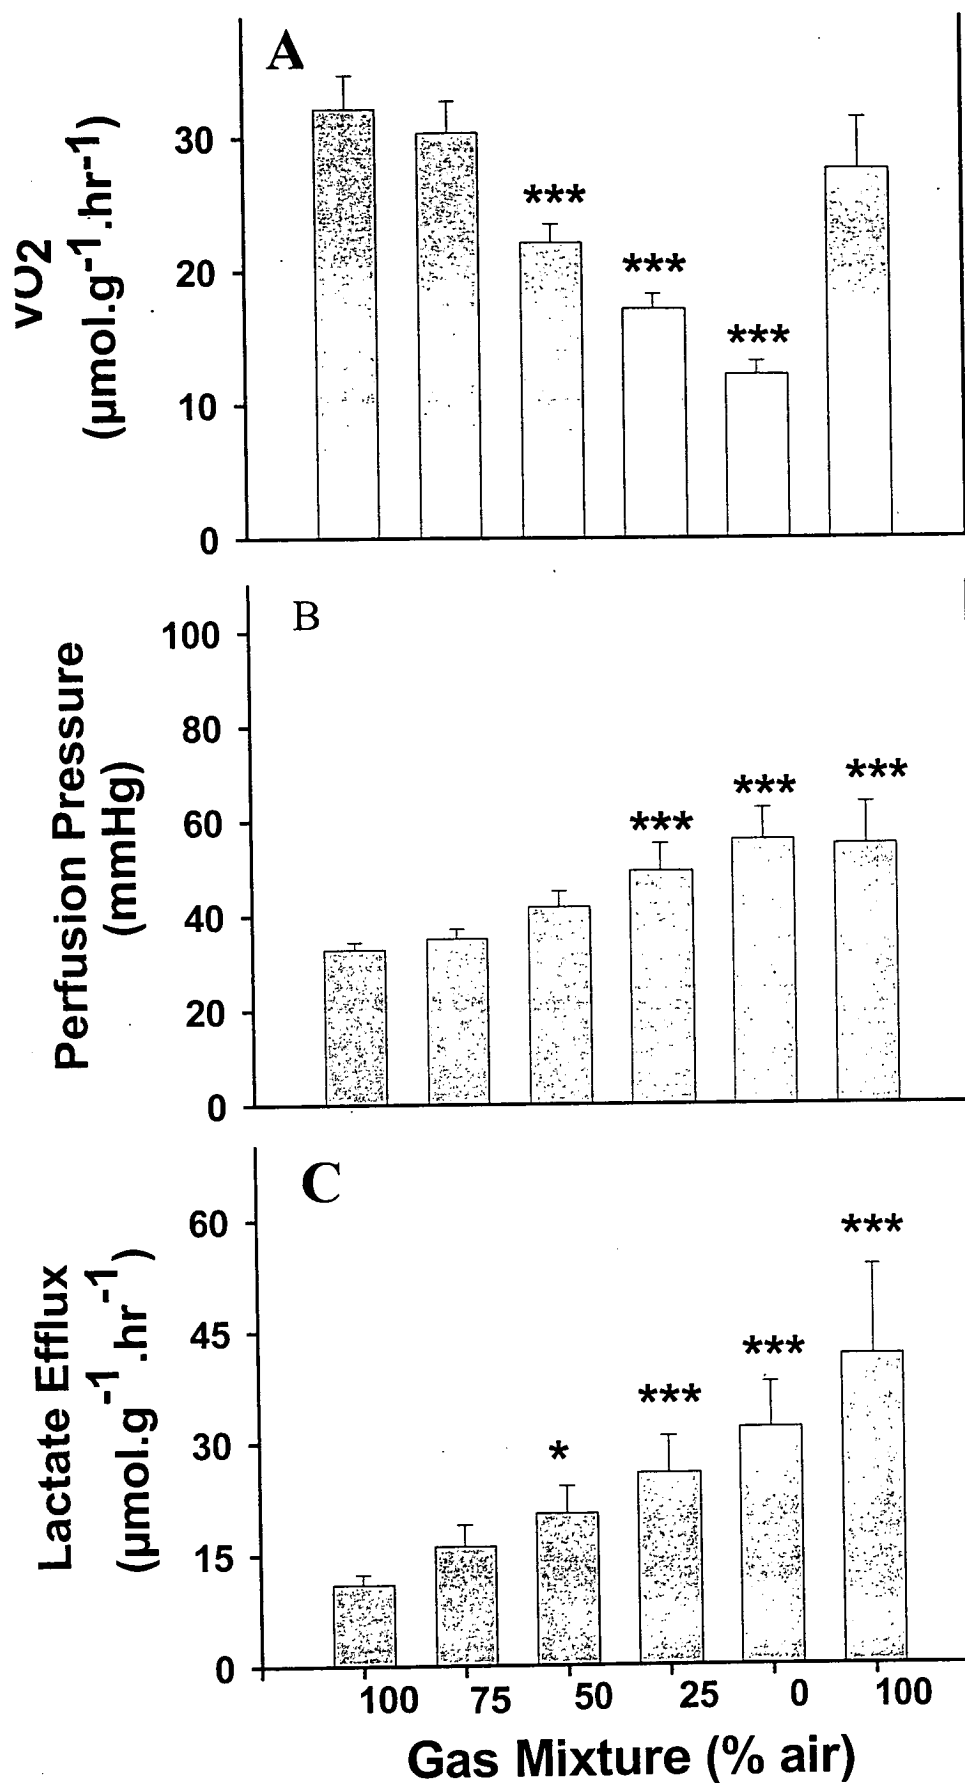 A
VO2
(µmol.g-1.hr-1)
30
20
10
0
***
***
***
B
Perfusion Pressure
(mmHg)
100
80
60
40
20
0
***
***
***
C
Lactate Efflux
(µmol.g-1.hr-1)
60
45
30
15
0
*
***
***
***
100 75 50 25 0 100
Gas Mixture (% air)